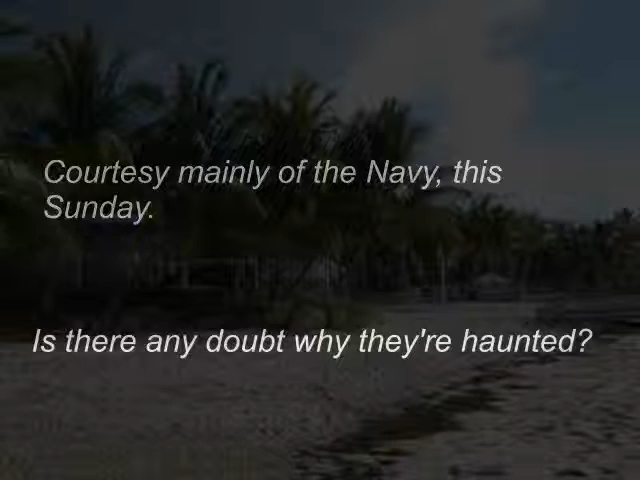 Courtesy mainly of the Navy, this
Sunday.
Is there any doubt why they're haunted?